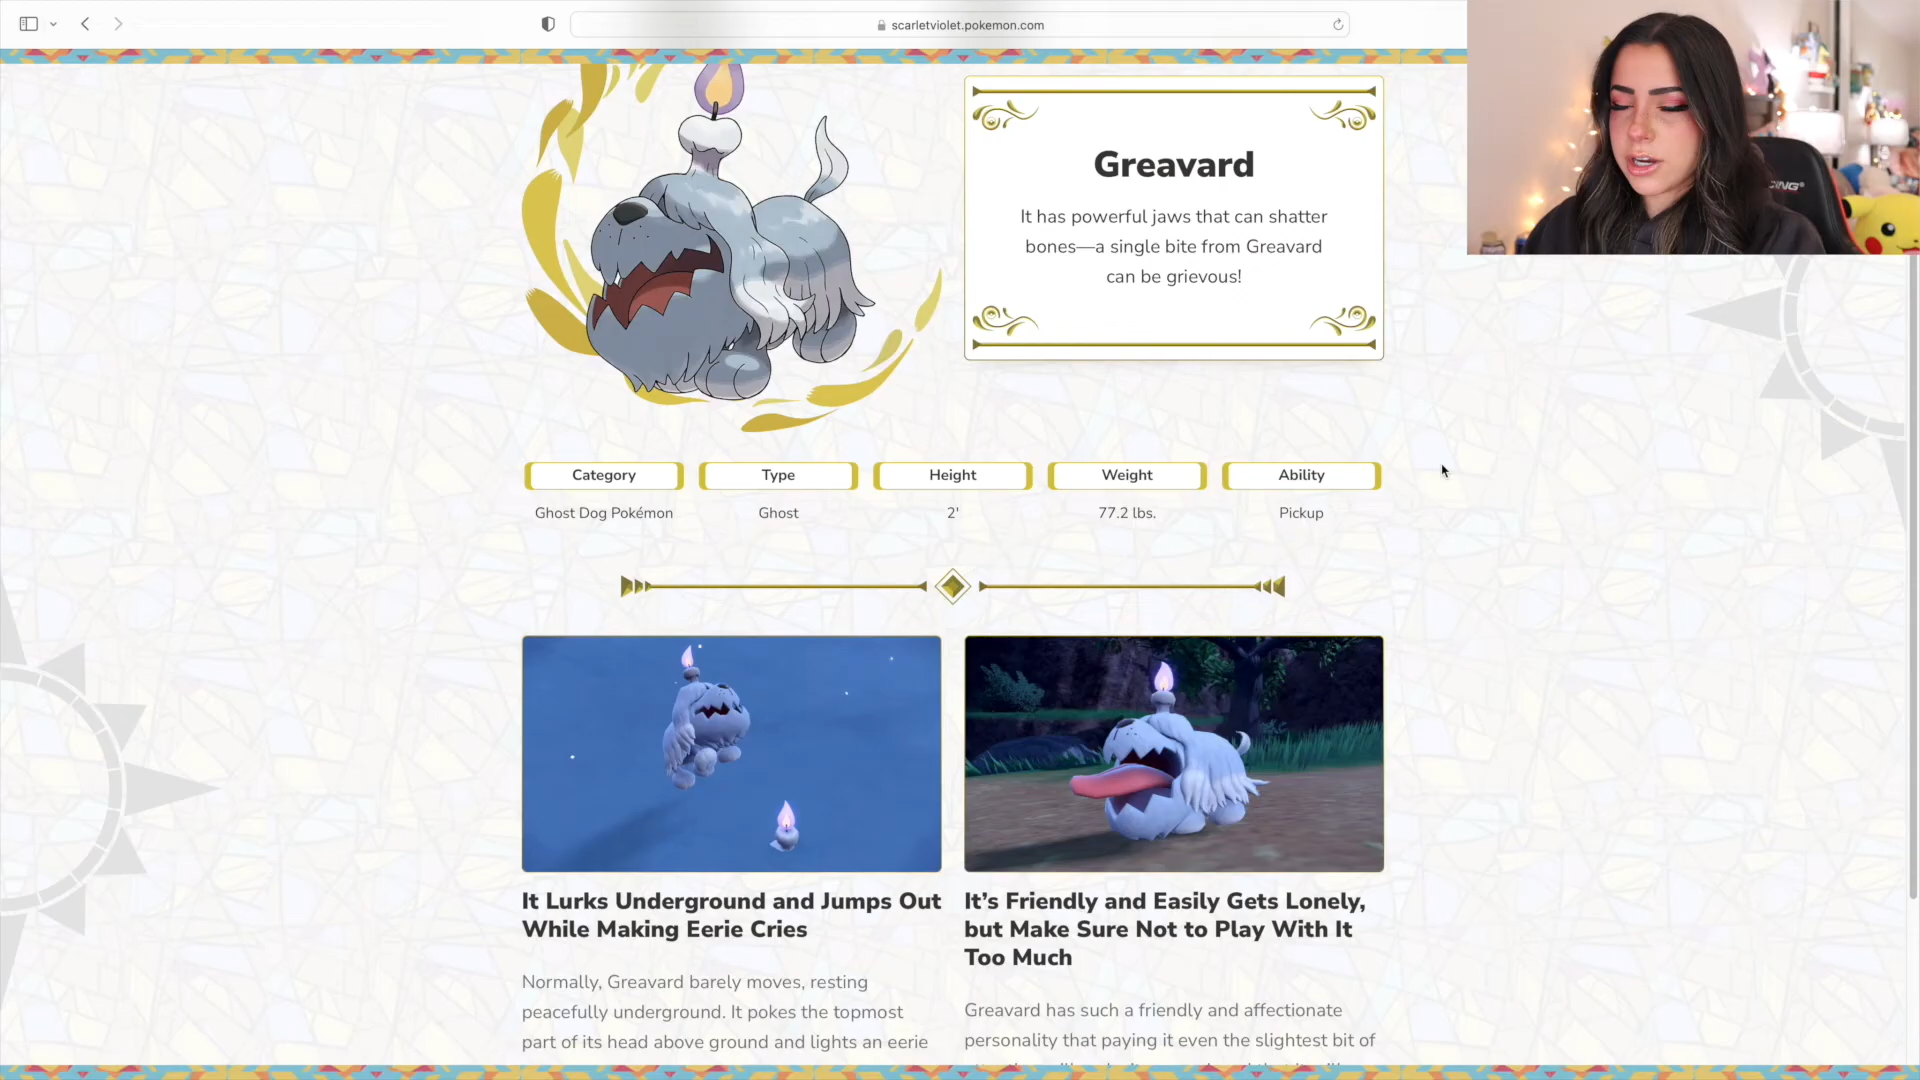 scarletviolet.pokemon.com
Greavard
It has powerful jaws that can shatter
bones—a single bite from Greavard
can be grievous!
Category
Type
Height
Weight
Ability
Ghost Dog Pokémon
Ghost
2'
77.2 lbs.
Pickup
It Lurks Underground and Jumps Out
While Making Eerie Cries
Normally, Greavard barely moves, resting
peacefully underground. It pokes the topmost
part of its head above ground and lights an eerie
It’s Friendly and Easily Gets Lonely,
but Make Sure Not to Play With It
Too Much
Greavard has such a friendly and affectionate
personality that paying it even the slightest bit of